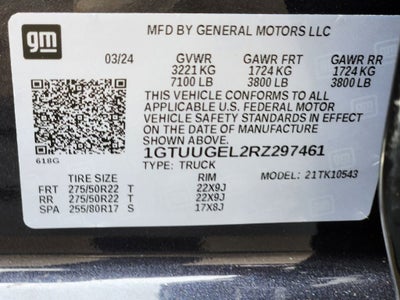 gm
MFD BY GENERAL MOTORS LLC
03/24 GVWR GAWR FRT GAWR RR
3221 KG 1724 KG 1724 KG
7100 LB 3800 LB 3800 LB
THIS VEHICLE CONFORMS TO ALL
APPLICABLE U.S. FEDERAL MOTOR
VEHICLE SAFETY STANDARDS IN
EFFECT ON THE DATE OF
MANUFACTURE SHOWN ABOVE.
618G
1GTUUGEL2RZ297461
TYPE: TRUCK MODEL: 21TK10543
TIRE SIZE RIM
FRT 275/50R22 T 22X9J
RR 275/50R22 T 22X9J
SPA 255/80R17 S 17X8J